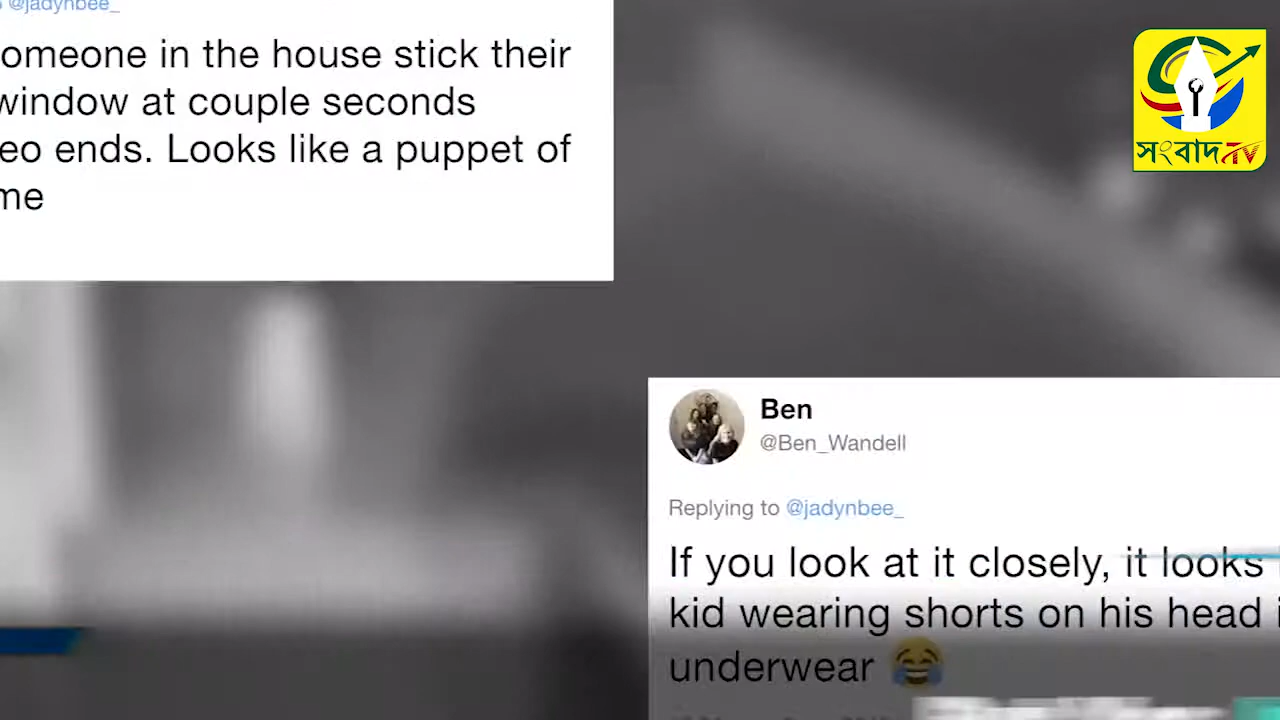 @jadynbee_
omeone in the house stick their
window at couple seconds
eo ends. Looks like a puppet of
me
সংবাদ TV
Ben
@Ben_Wandell
Replying to @jadynbee_
If you look at it closely, it looks
kid wearing shorts on his head
underwear 😂